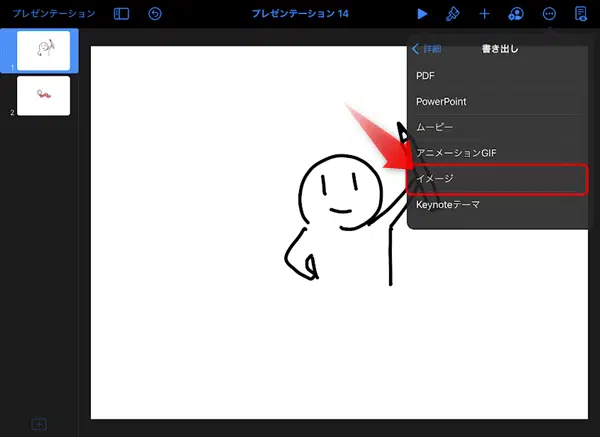 プレゼンテーション
プレゼンテーション 14
詳細
書き出し
PDF
PowerPoint
ムービー
アニメーションGIF
イメージ
Keynoteテーマ
1
2